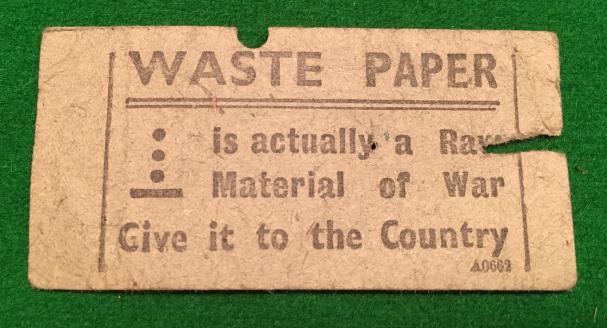 WASTE PAPER
is actually a Raw
Material of War
Give it to the Country
A0662